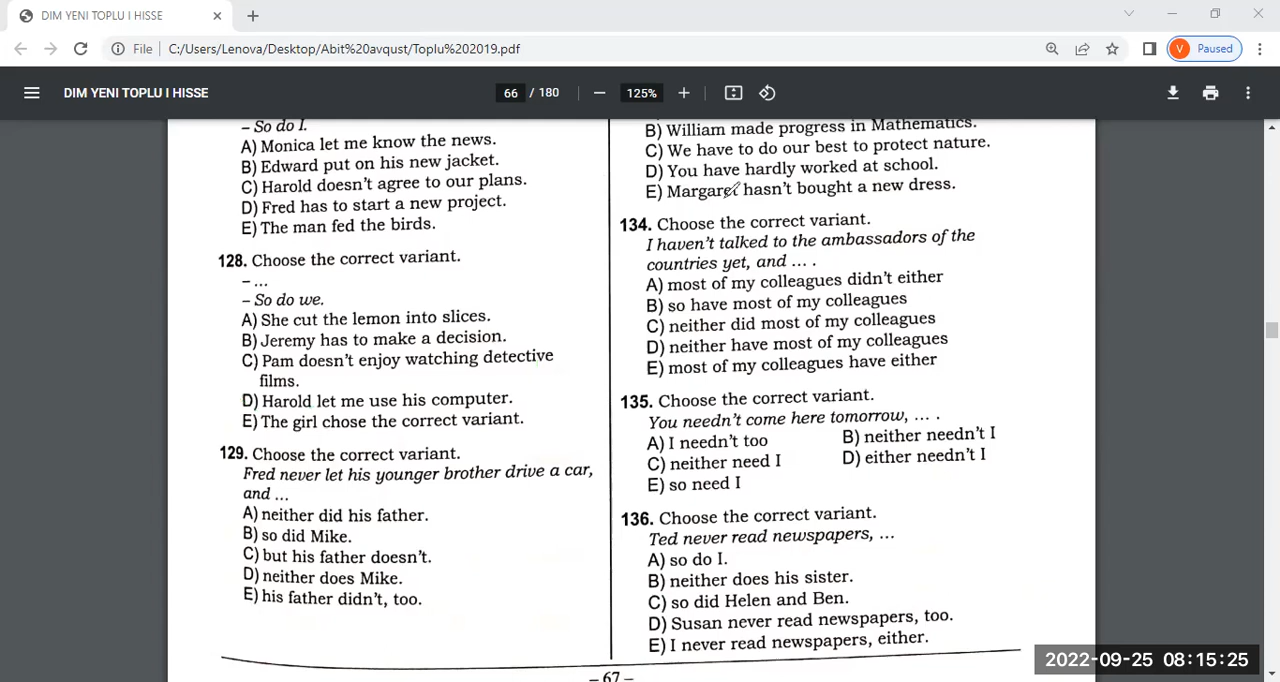 DIM YENI TOPLU I HISSE
File
C:/Users/Lenova/Desktop/Abit%20avqust/Toplu%202019.pdf
V Paused
DIM YENI TOPLU I HISSE
66 / 180
125%
– So do I.
A) Monica let me know the news.
B) Edward put on his new jacket.
C) Harold doesn't agree to our plans.
D) Fred has to start a new project.
E) The man fed the birds.
128. Choose the correct variant.
– ...
– So do we.
A) She cut the lemon into slices.
B) Jeremy has to make a decision.
C) Pam doesn't enjoy watching detective
films.
D) Harold let me use his computer.
E) The girl chose the correct variant.
129. Choose the correct variant.
Fred never let his younger brother drive a car,
and ...
A) neither did his father.
B) so did Mike.
C) but his father doesn't.
D) neither does Mike.
E) his father didn't, too.
B) William made progress in Mathematics.
C) We have to do our best to protect nature.
D) You have hardly worked at school.
E) Margaret hasn't bought a new dress.
134. Choose the correct variant.
I haven't talked to the ambassadors of the
countries yet, and ... .
A) most of my colleagues didn't either
B) so have most of my colleagues
C) neither did most of my colleagues
D) neither have most of my colleagues
E) most of my colleagues have either
135. Choose the correct variant.
You needn't come here tomorrow, ... .
A) I needn't too B) neither needn't I
C) neither need I D) either needn't I
E) so need I
136. Choose the correct variant.
Ted never read newspapers, ...
A) so do I.
B) neither does his sister.
C) so did Helen and Ben.
D) Susan never read newspapers, too.
E) I never read newspapers, either.
– 67 –
2022-09-25 08:15:25